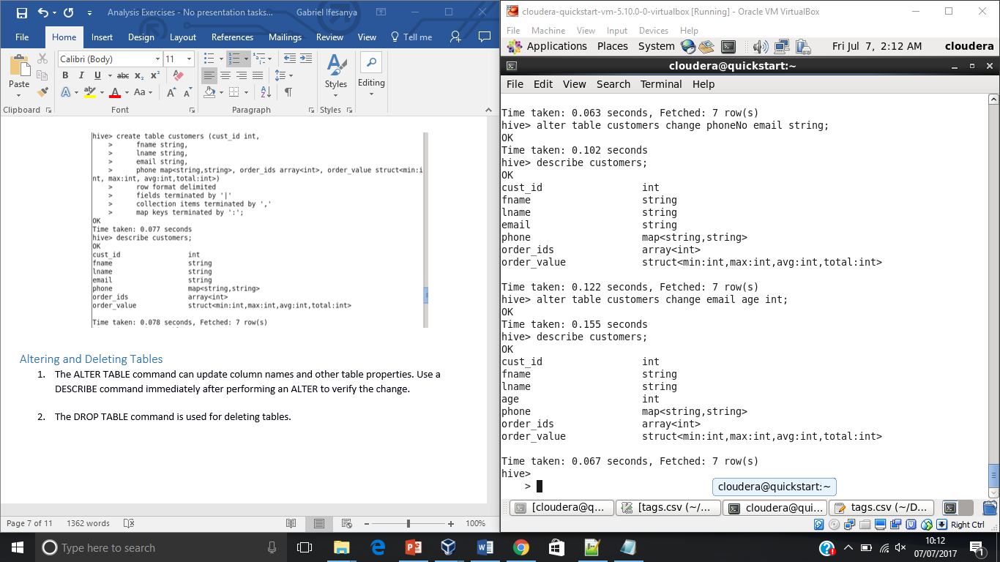 Analysis Exercises - No presentation tasks...
Gabriel Ifesanya
File Home Insert Design Layout References Mailings Review View Tell me
Paste
Calibri (Body) 11
B I U abc x₂ x²
A ab A Aa A A
Styles
Editing
Clipboard Font Paragraph Styles
hive> create table customers (cust_id int,
> fname string,
> lname string,
> email string,
> phone map<string,string>, order_ids array<int>, order_value struct<min:i
nt, max:int, avg:int,total:int>)
> row format delimited
> fields terminated by '|'
> collection items terminated by ','
> map keys terminated by ':';
OK
Time taken: 0.077 seconds
hive> describe customers;
OK
cust_id int
fname string
lname string
email string
phone map<string,string>
order_ids array<int>
order_value struct<min:int,max:int,avg:int,total:int>
Time taken: 0.078 seconds, Fetched: 7 row(s)
Altering and Deleting Tables
1. The ALTER TABLE command can update column names and other table properties. Use a
DESCRIBE command immediately after performing an ALTER to verify the change.
2. The DROP TABLE command is used for deleting tables.
Page 7 of 11 1362 words 100%
cloudera-quickstart-vm-5.10.0-0-virtualbox [Running] - Oracle VM VirtualBox
File Machine View Input Devices Help
Applications Places System Fri Jul 7, 2:12 AM cloudera
cloudera@quickstart:~
File Edit View Search Terminal Help
Time taken: 0.063 seconds, Fetched: 7 row(s)
hive> alter table customers change phoneNo email string;
OK
Time taken: 0.102 seconds
hive> describe customers;
OK
cust_id int
fname string
lname string
email string
phone map<string,string>
order_ids array<int>
order_value struct<min:int,max:int,avg:int,total:int>
Time taken: 0.122 seconds, Fetched: 7 row(s)
hive> alter table customers change email age int;
OK
Time taken: 0.155 seconds
hive> describe customers;
OK
cust_id int
fname string
lname string
age int
phone map<string,string>
order_ids array<int>
order_value struct<min:int,max:int,avg:int,total:int>
Time taken: 0.067 seconds, Fetched: 7 row(s)
hive>
>
cloudera@quickstart:~
[cloudera@q... [tags.csv (~/... cloudera@qui... tags.csv (~/D...
Right Ctrl
Type here to search
10:12
07/07/2017
1